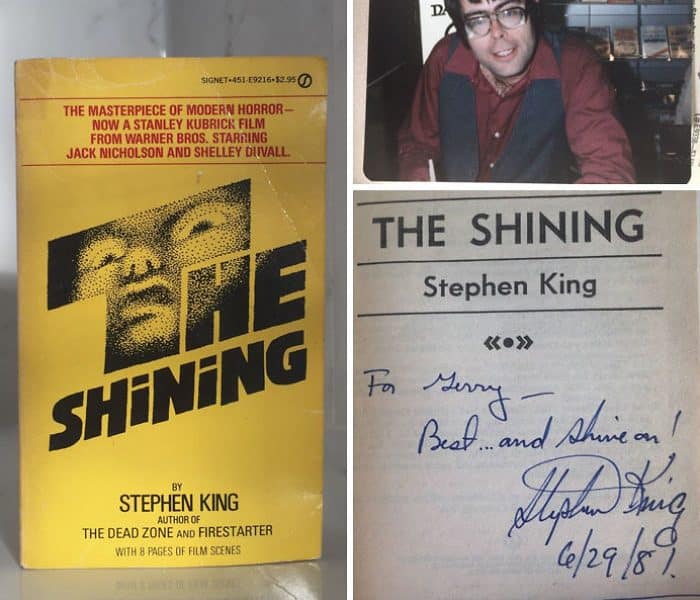 SIGNET•451-E9216•$2.95
THE MASTERPIECE OF MODERN HORROR—
NOW A STANLEY KUBRICK FILM
FROM WARNER BROS. STARRING
JACK NICHOLSON AND SHELLEY DUVALL.
THE
SHiNiNG
BY
STEPHEN KING
AUTHOR OF
THE DEAD ZONE AND FIRESTARTER
WITH 8 PAGES OF FILM SCENES
THE SHINING
Stephen King
«•»
For Gerry —
Best...and shine on!
Stephen King
6/29/81